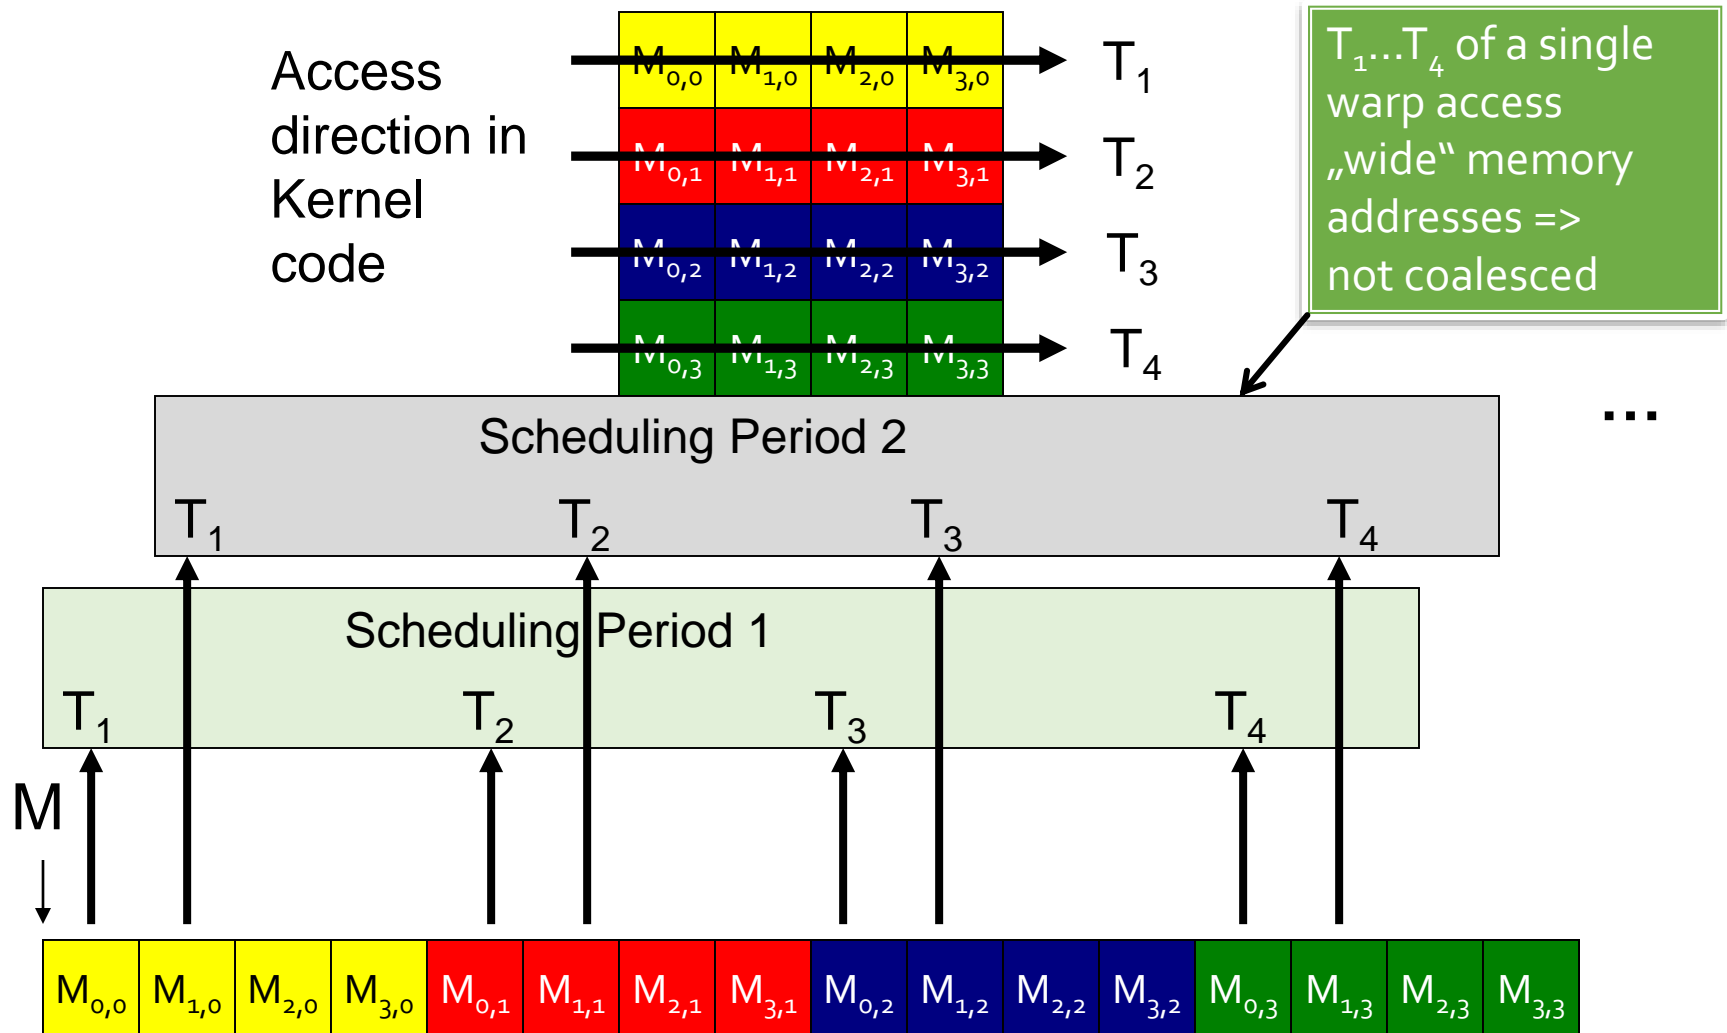 Access
direction in
Kernel
code
M0,0 M1,0 M2,0 M3,0
T1
M0,1 M1,1 M2,1 M3,1
T2
M0,2 M1,2 M2,2 M3,2
T3
M0,3 M1,3 M2,3 M3,3
T4
T1...T4 of a single
warp access
„wide“ memory
addresses =>
not coalesced
...
Scheduling Period 2
T1 T2 T3 T4
Scheduling Period 1
T1 T2 T3 T4
M
M0,0 M1,0 M2,0 M3,0 M0,1 M1,1 M2,1 M3,1 M0,2 M1,2 M2,2 M3,2 M0,3 M1,3 M2,3 M3,3